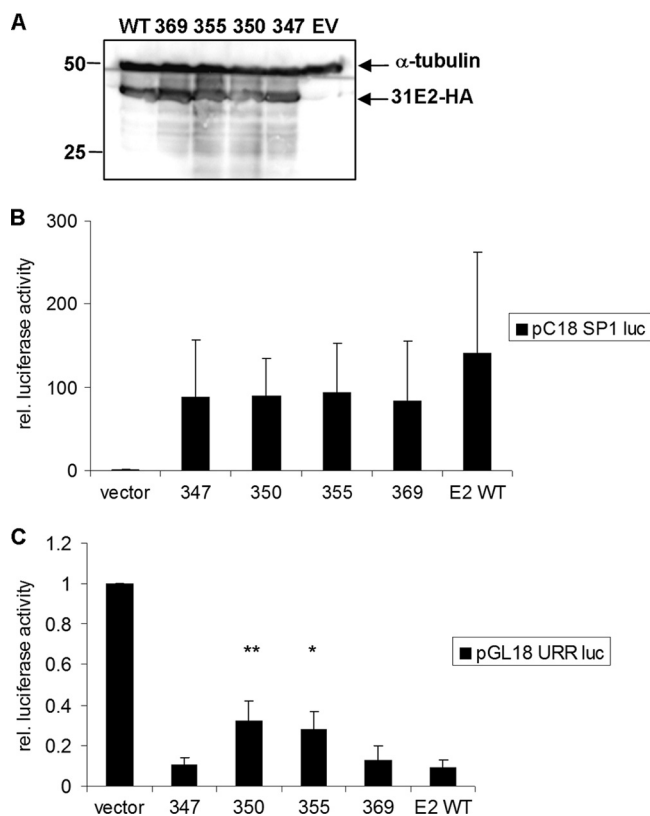 A
WT 369 355 350 347 EV
50
α-tubulin
31E2-HA
25
B
300
200
100
0
rel. luciferase activity
pC18 SP1 luc
vector 347 350 355 369 E2 WT
C
1.2
1
0.8
0.6
0.4
0.2
0
rel. luciferase activity
** *
pGL18 URR luc
vector 347 350 355 369 E2 WT